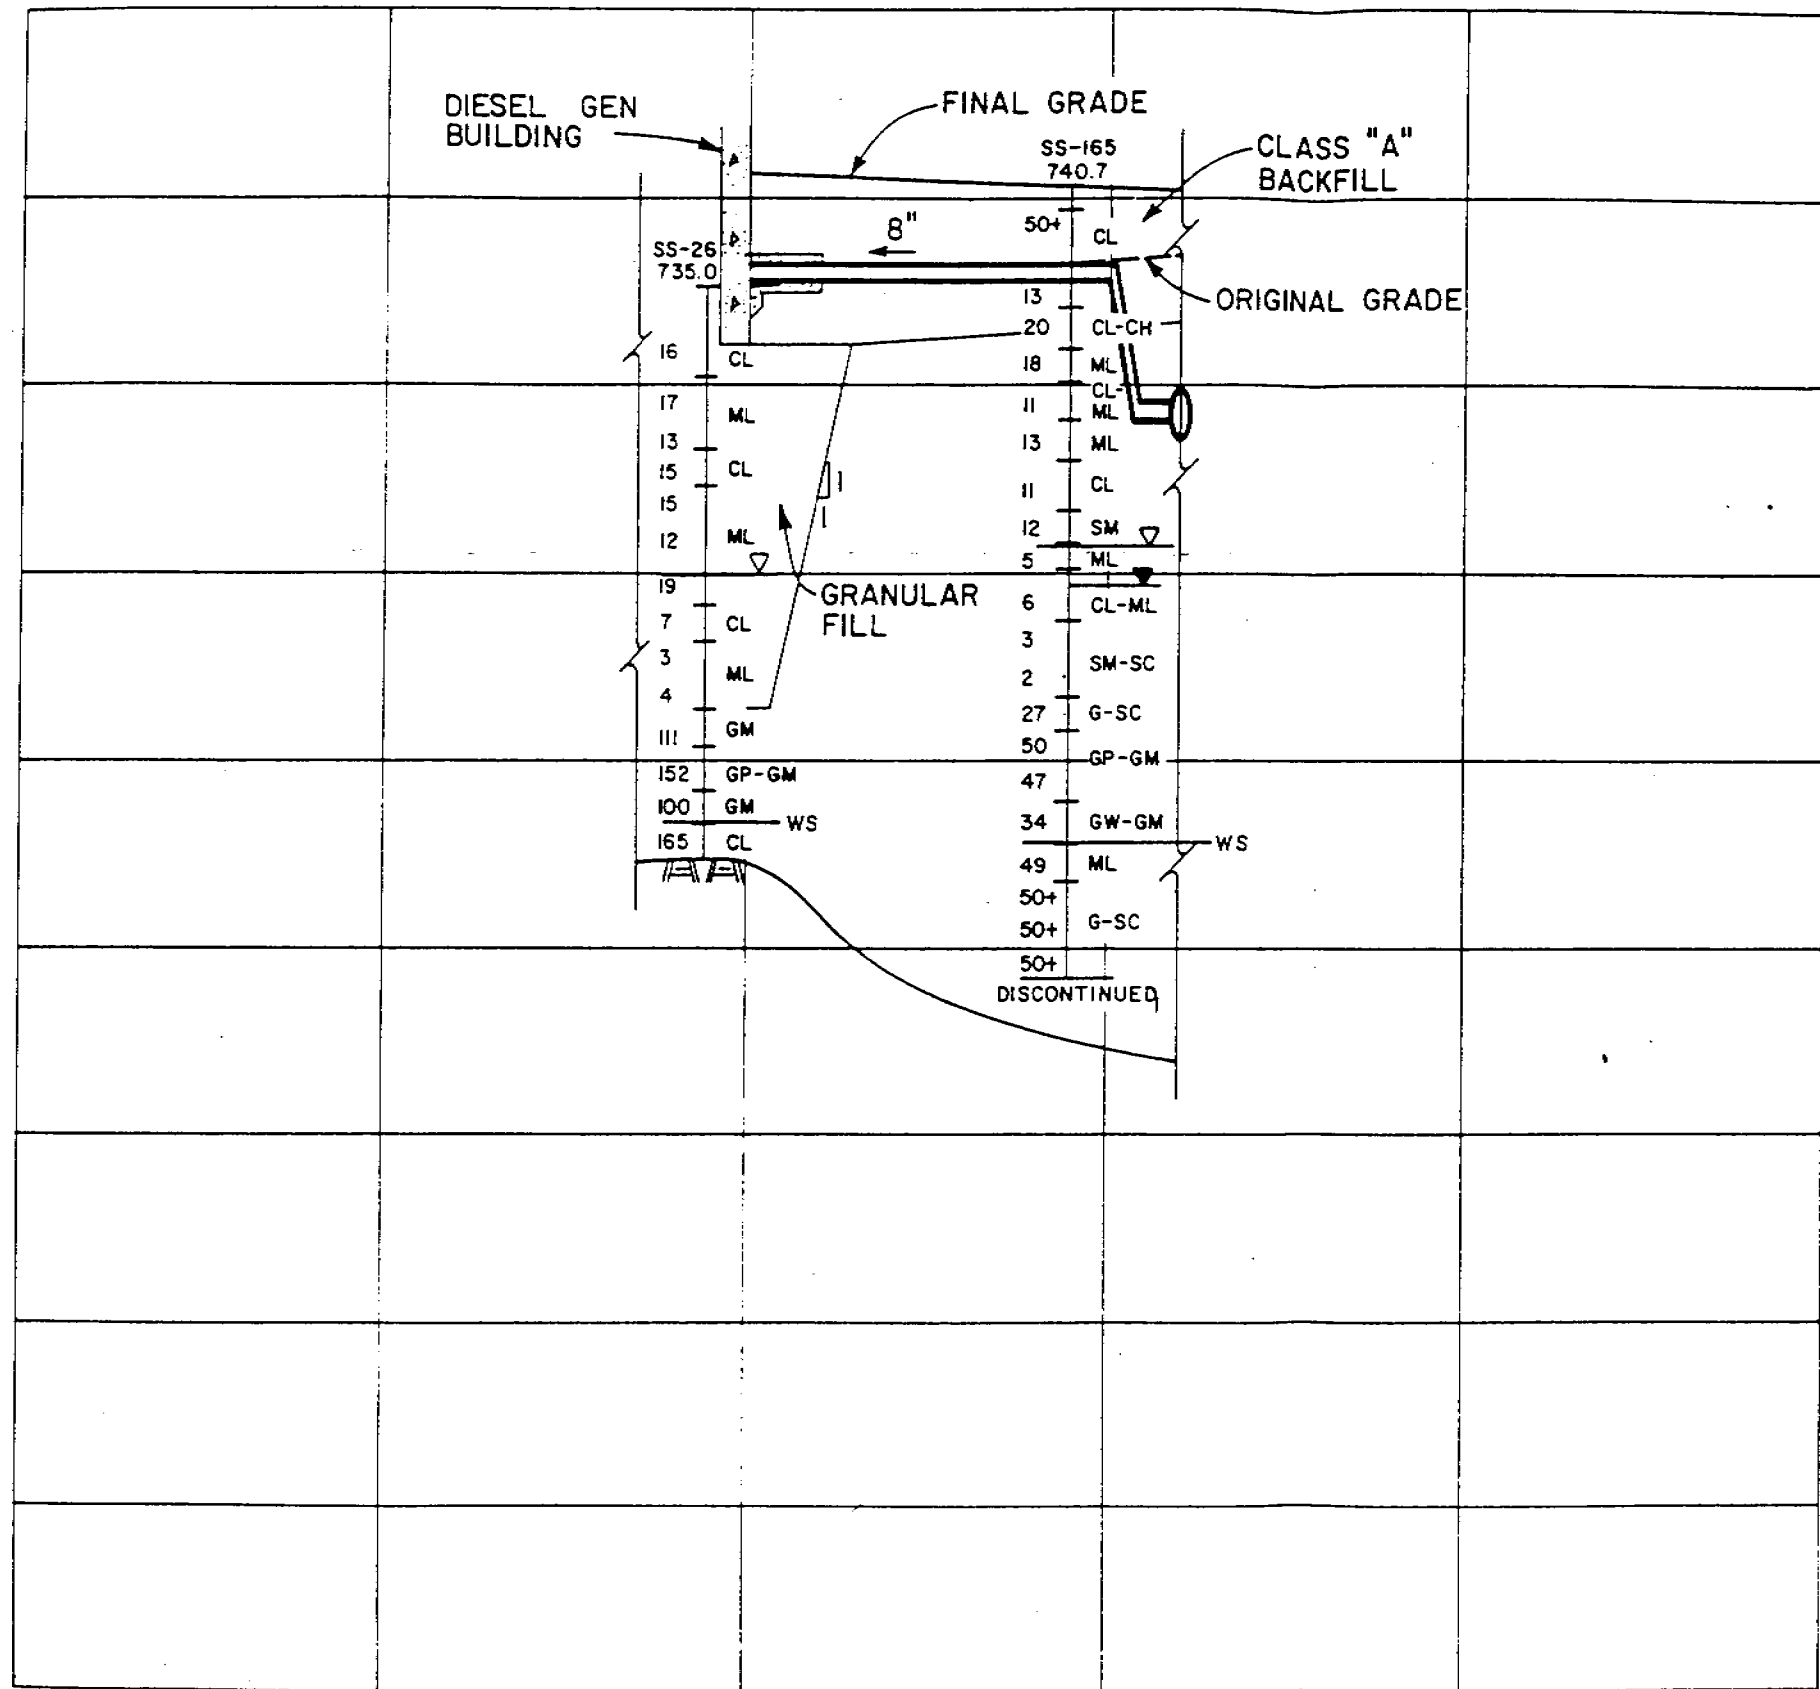 DIESEL GEN
BUILDING
FINAL GRADE
SS-165
740.7
CLASS "A"
BACKFILL
8"
50+
CL
SS-26
735.0
ORIGINAL GRADE
13
20
CL-CH
18
ML
CL-
11
ML
13
ML
11
CL
12
SM
5
ML
6
CL-ML
3
SM-SC
2
27
G-SC
50
GP-GM
47
34
GW-GM
WS
49
ML
50+
50+
G-SC
50+
DISCONTINUED
16
CL
17
ML
13
15
CL
15
12
ML
19
7
CL
3
ML
4
111
GM
152
GP-GM
100
GM
WS
165
CL
1
1
GRANULAR
FILL